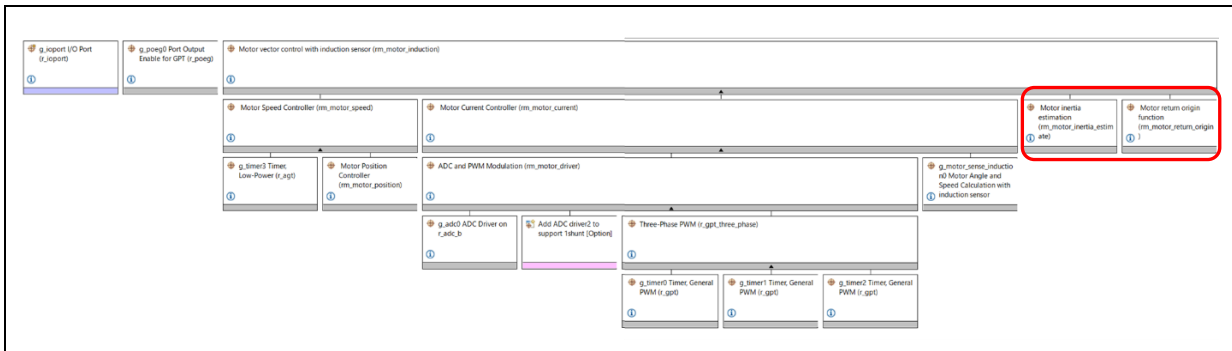 g_ioport I/O Port
(r_ioport)
g_poeg0 Port Output
Enable for GPT (r_poeg)
Motor vector control with induction sensor (rm_motor_induction)
Motor Speed Controller (rm_motor_speed)
Motor Current Controller (rm_motor_current)
Motor inertia
estimation
(rm_motor_inertia_estim
ate)
Motor return origin
function
(rm_motor_return_origin
)
g_timer3 Timer,
Low-Power (r_agt)
Motor Position
Controller
(rm_motor_position)
ADC and PWM Modulation (rm_motor_driver)
g_motor_sense_inductio
n0 Motor Angle and
Speed Calculation with
induction sensor
g_adc0 ADC Driver on
r_adc_b
Add ADC driver2 to
support 1shunt [Option]
Three-Phase PWM (r_gpt_three_phase)
g_timer0 Timer, General
PWM (r_gpt)
g_timer1 Timer, General
PWM (r_gpt)
g_timer2 Timer, General
PWM (r_gpt)